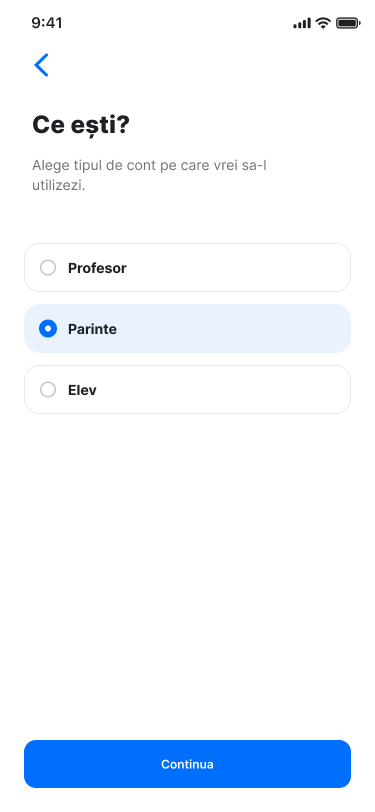 9:41
Ce ești?
Alege tipul de cont pe care vrei sa-l
utilizezi.
Profesor
Parinte
Elev
Continua